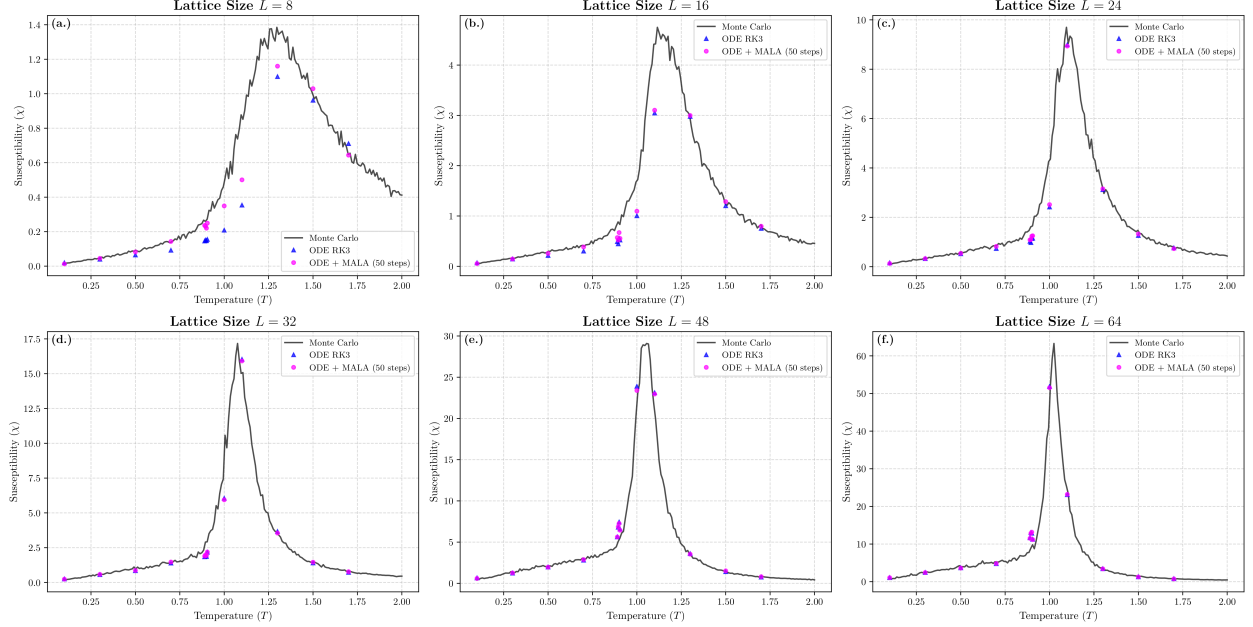 Lattice Size L = 8
(a.)
Susceptibility (χ)
1.4
1.2
1.0
0.8
0.6
0.4
0.2
0.0
Monte Carlo
ODE RK3
ODE + MALA (50 steps)
0.25 0.50 0.75 1.00 1.25 1.50 1.75 2.00
Temperature (T)
Lattice Size L = 16
(b.)
Susceptibility (χ)
4
3
2
1
0
Monte Carlo
ODE RK3
ODE + MALA (50 steps)
0.25 0.50 0.75 1.00 1.25 1.50 1.75 2.00
Temperature (T)
Lattice Size L = 24
(c.)
Susceptibility (χ)
10
8
6
4
2
0
Monte Carlo
ODE RK3
ODE + MALA (50 steps)
0.25 0.50 0.75 1.00 1.25 1.50 1.75 2.00
Temperature (T)
Lattice Size L = 32
(d.)
Susceptibility (χ)
17.5
15.0
12.5
10.0
7.5
5.0
2.5
0.0
Monte Carlo
ODE RK3
ODE + MALA (50 steps)
0.25 0.50 0.75 1.00 1.25 1.50 1.75 2.00
Temperature (T)
Lattice Size L = 48
(e.)
Susceptibility (χ)
30
25
20
15
10
5
0
Monte Carlo
ODE RK3
ODE + MALA (50 steps)
0.25 0.50 0.75 1.00 1.25 1.50 1.75 2.00
Temperature (T)
Lattice Size L = 64
(f.)
Susceptibility (χ)
60
50
40
30
20
10
0
Monte Carlo
ODE RK3
ODE + MALA (50 steps)
0.25 0.50 0.75 1.00 1.25 1.50 1.75 2.00
Temperature (T)